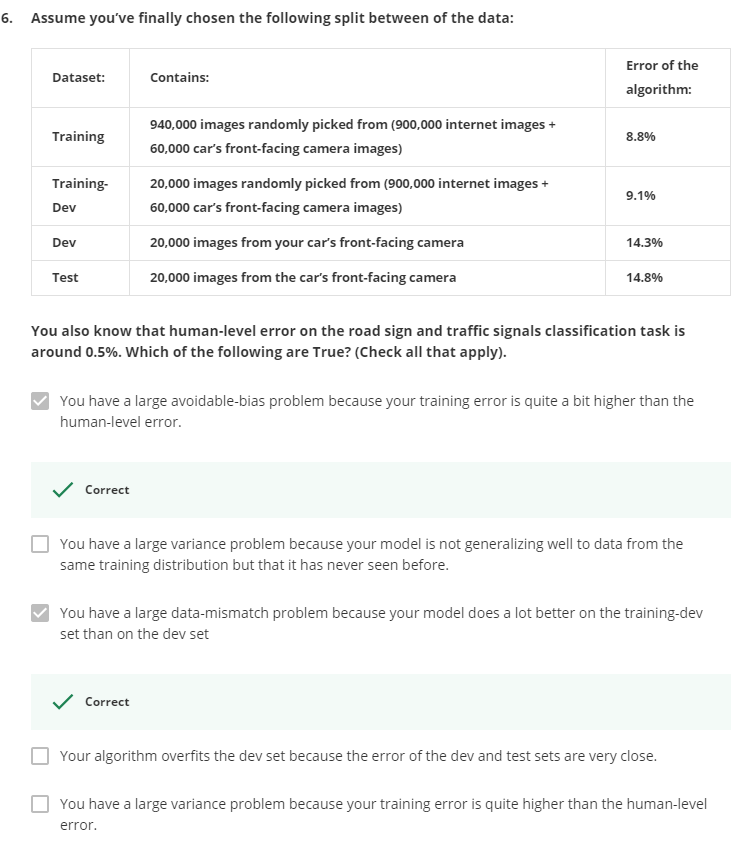 6. Assume you've finally chosen the following split between of the data:
Dataset: Contains: Error of the algorithm:
Training 940,000 images randomly picked from (900,000 internet images +
60,000 car's front-facing camera images) 8.8%
Training-Dev 20,000 images randomly picked from (900,000 internet images +
60,000 car's front-facing camera images) 9.1%
Dev 20,000 images from your car's front-facing camera 14.3%
Test 20,000 images from the car's front-facing camera 14.8%
You also know that human-level error on the road sign and traffic signals classification task is
around 0.5%. Which of the following are True? (Check all that apply).
You have a large avoidable-bias problem because your training error is quite a bit higher than the
human-level error.
Correct
You have a large variance problem because your model is not generalizing well to data from the
same training distribution but that it has never seen before.
You have a large data-mismatch problem because your model does a lot better on the training-dev
set than on the dev set
Correct
Your algorithm overfits the dev set because the error of the dev and test sets are very close.
You have a large variance problem because your training error is quite higher than the human-level
error.